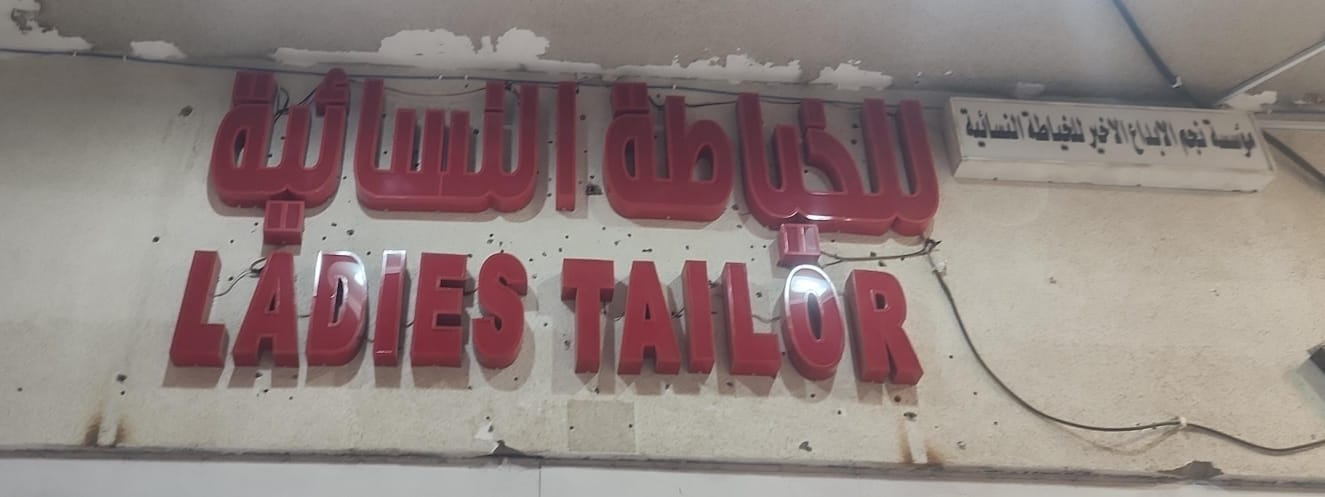 للخياطة النسائية
LADIES TAILOR
مؤسسة نجم الابداع الاخير للخياطة النسائية